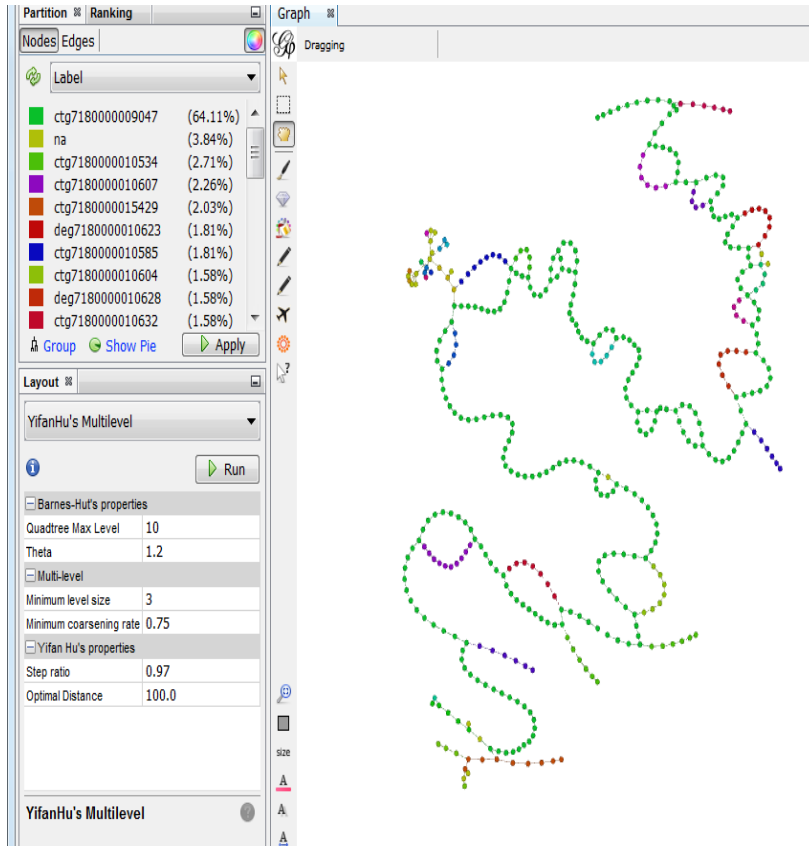 Partition Ranking
Nodes Edges
Label
ctg7180000009047 (64.11%)
na (3.84%)
ctg7180000010534 (2.71%)
ctg7180000010607 (2.26%)
ctg7180000015429 (2.03%)
deg7180000010623 (1.81%)
ctg7180000010585 (1.81%)
ctg7180000010604 (1.58%)
deg7180000010628 (1.58%)
ctg7180000010632 (1.58%)
Group Show Pie Apply
Layout
YifanHu's Multilevel
Run
Barnes-Hut's properties
Quadtree Max Level 10
Theta 1.2
Multi-level
Minimum level size 3
Minimum coarsening rate 0.75
Yifan Hu's properties
Step ratio 0.97
Optimal Distance 100.0
YifanHu's Multilevel
?
Graph
Dragging
?
size
A
A
A